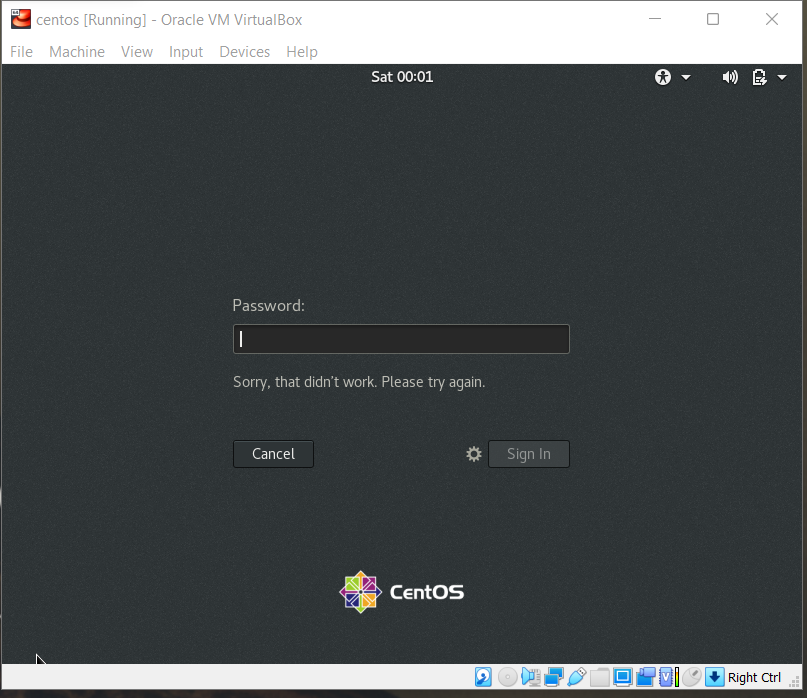 centos [Running] - Oracle VM VirtualBox
File Machine View Input Devices Help
Sat 00:01
Password:
Sorry, that didn't work. Please try again.
Cancel Sign In
CentOS
Right Ctrl